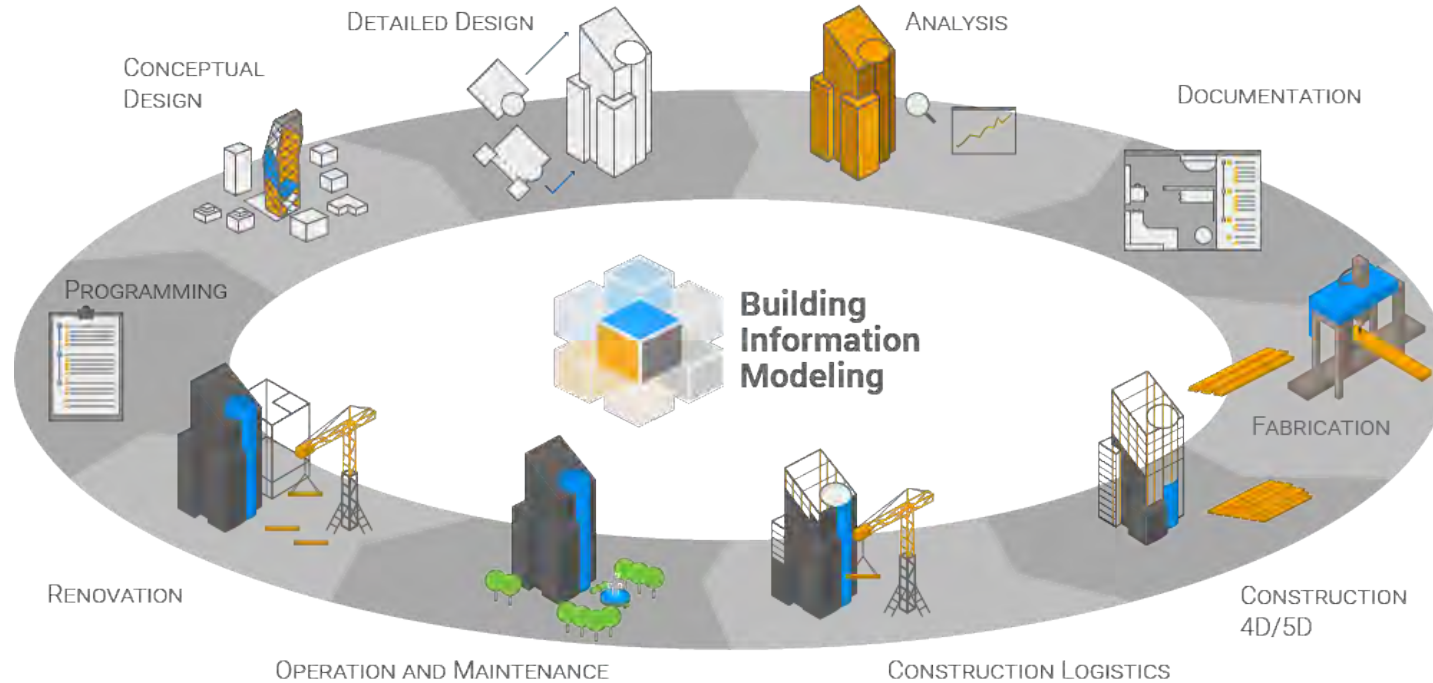 DETAILED DESIGN
ANALYSIS
CONCEPTUAL
DESIGN
DOCUMENTATION
PROGRAMMING
Building
Information
Modeling
FABRICATION
RENOVATION
CONSTRUCTION
4D/5D
OPERATION AND MAINTENANCE
CONSTRUCTION LOGISTICS